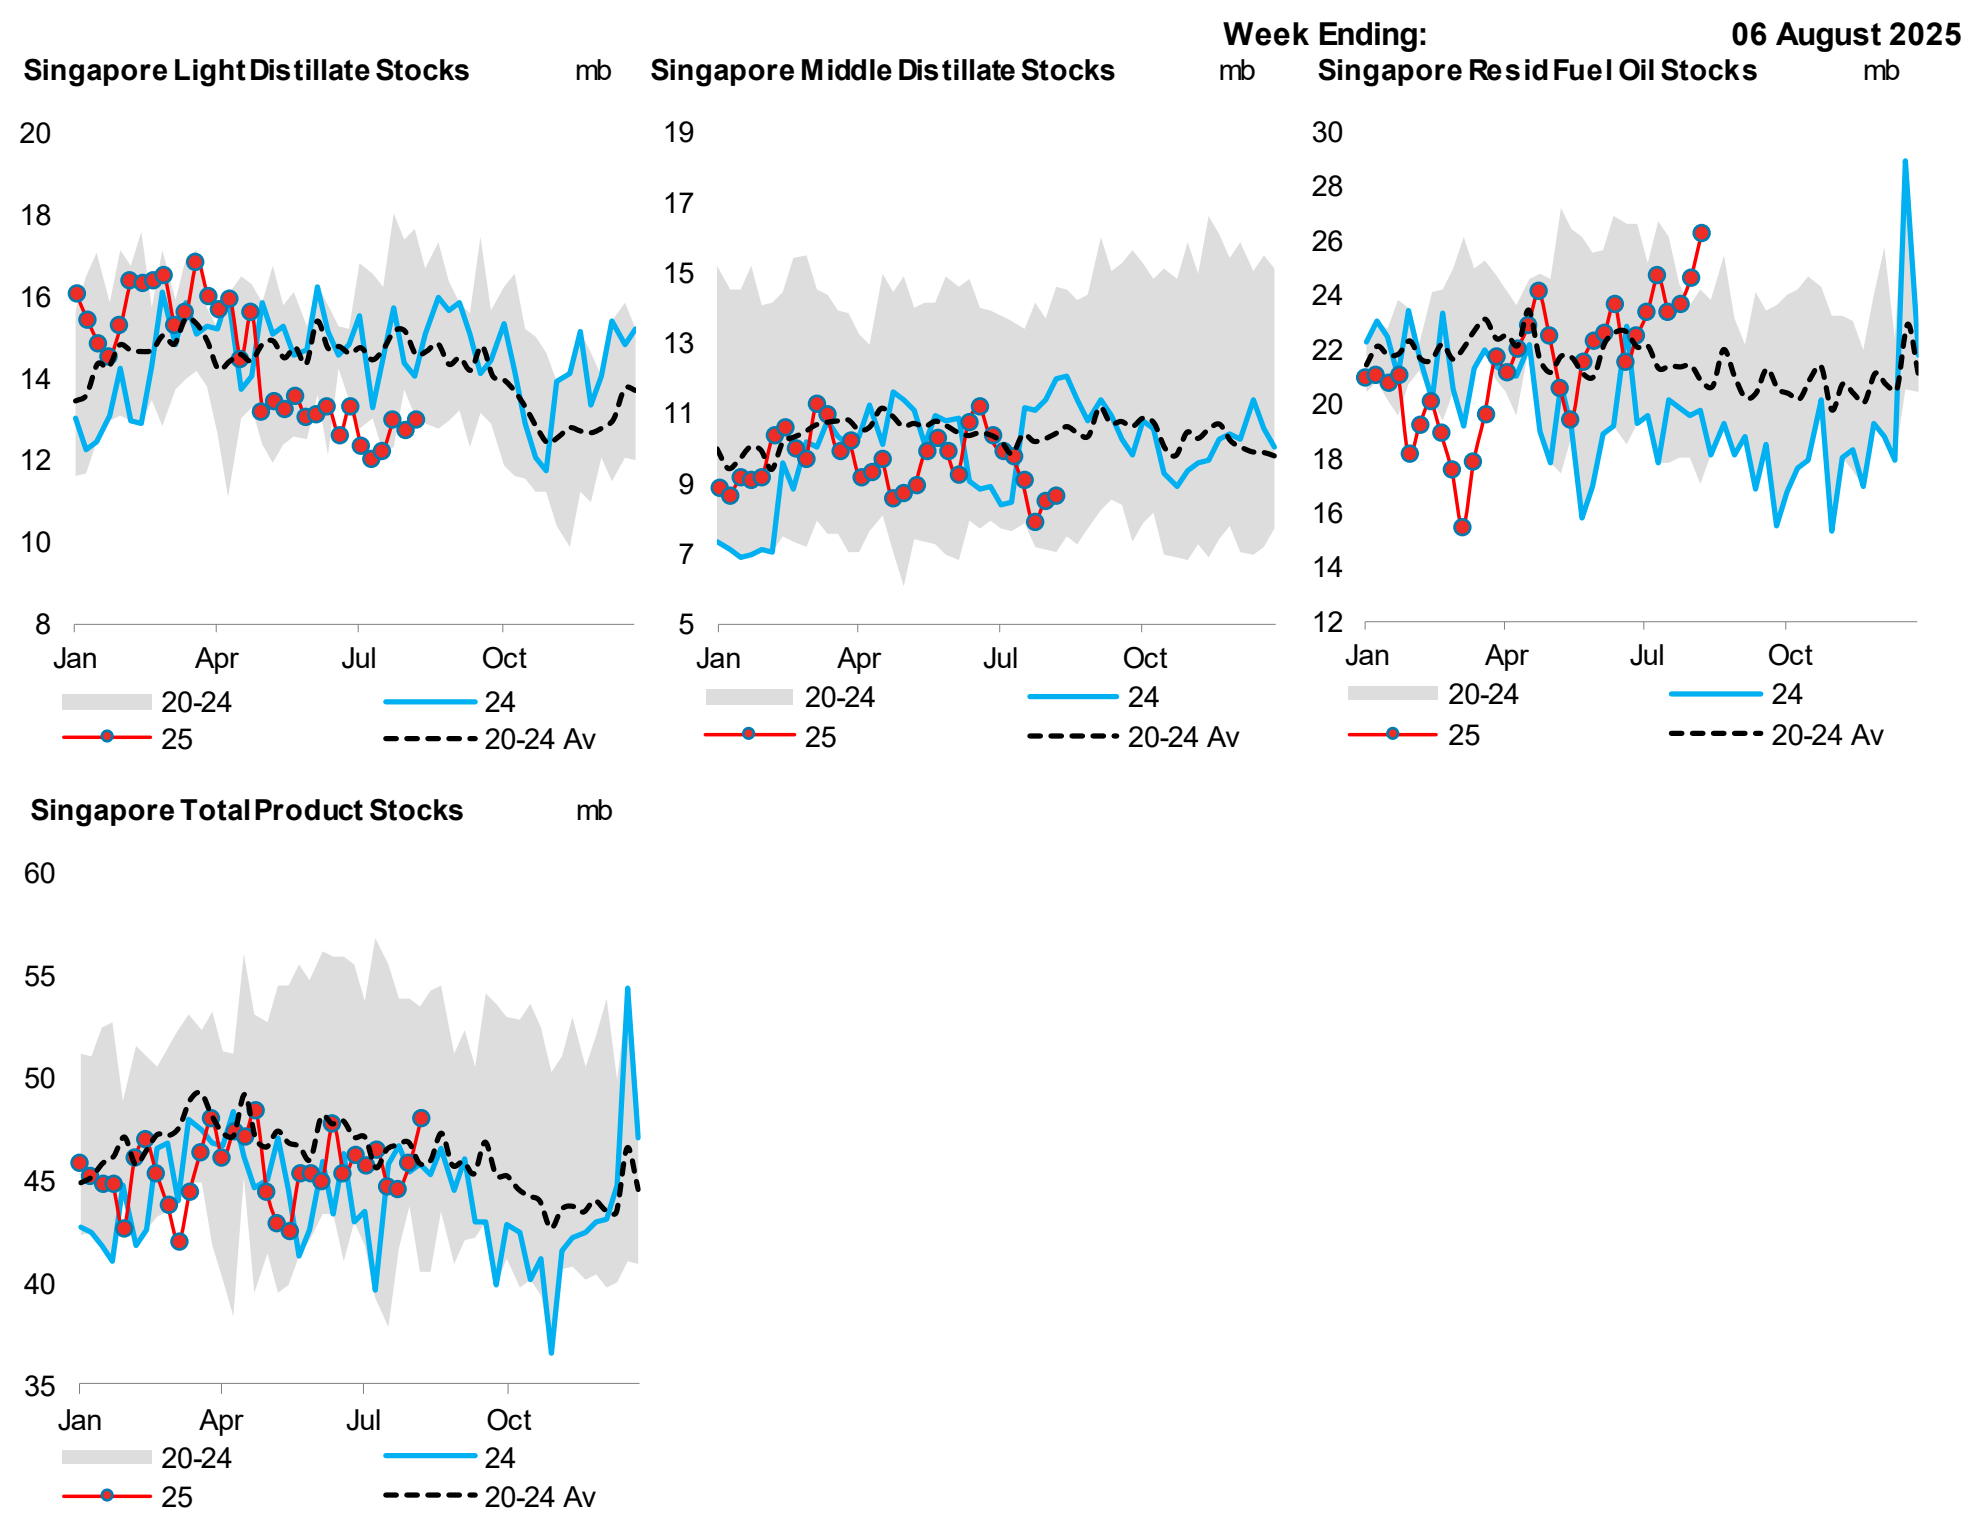 Week Ending: 06 August 2025
Singapore Light Distillate Stocks mb
20
18
16
14
12
10
8
Jan Apr Jul Oct
20-24 24
25 20-24 Av
Singapore Middle Distillate Stocks mb
19
17
15
13
11
9
7
5
Jan Apr Jul Oct
20-24 24
25 20-24 Av
Singapore Resid Fuel Oil Stocks mb
30
28
26
24
22
20
18
16
14
12
Jan Apr Jul Oct
20-24 24
25 20-24 Av
Singapore Total Product Stocks mb
60
55
50
45
40
35
Jan Apr Jul Oct
20-24 24
25 20-24 Av